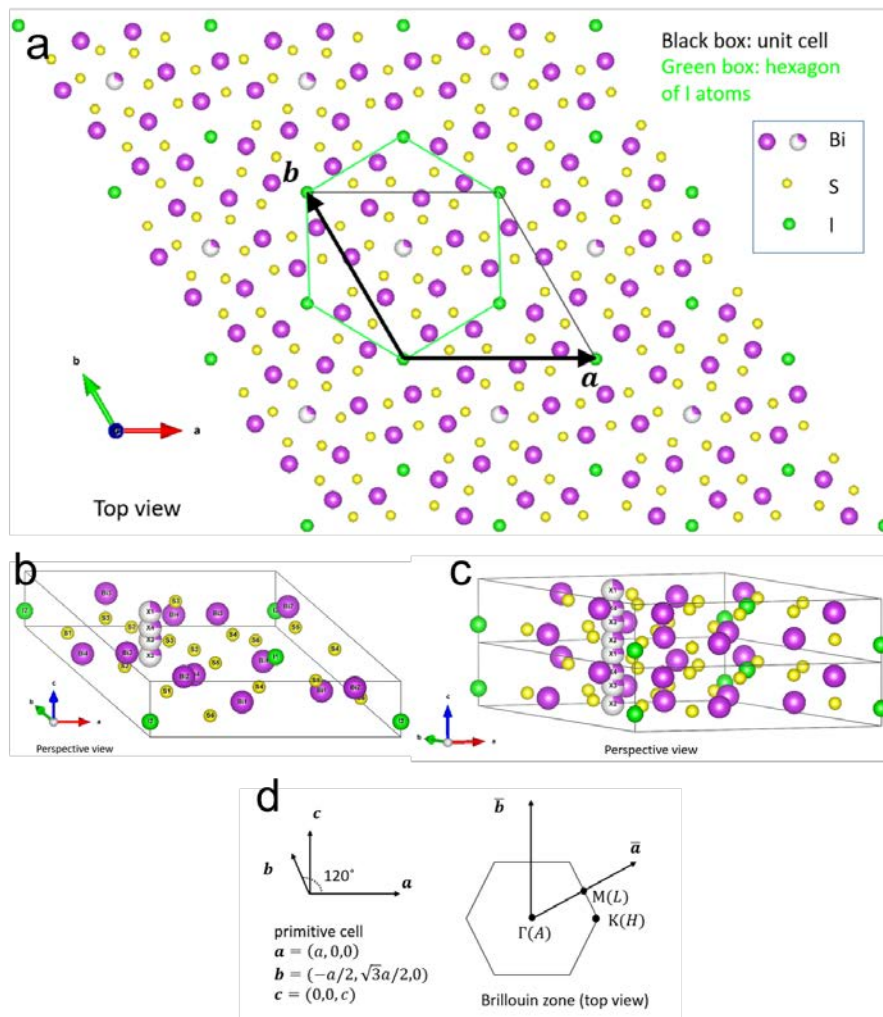 a
Black box: unit cell
Green box: hexagon
of I atoms
Bi
S
I
b
a
b
a
Top view
b
c
b
a
Perspective view
c
c
b
a
Perspective view
d
c
b
120°
a
primitive cell
a = (a, 0,0)
b = (−a/2, √3a/2,0)
c = (0,0, c)
b̅
a̅
M(L)
Γ(A)
K(H)
Brillouin zone (top view)